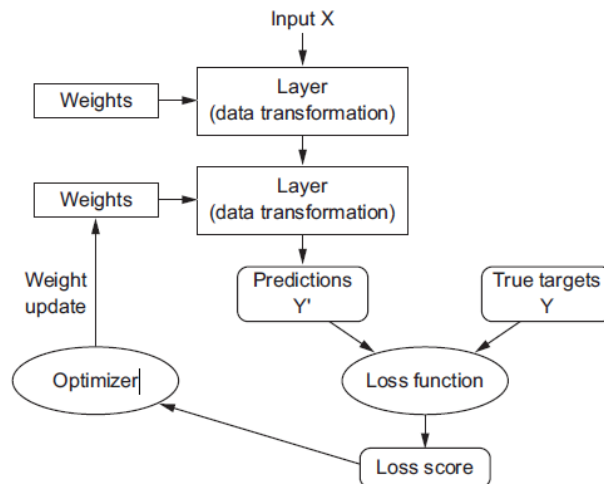 Input X
Layer
(data transformation)
Weights
Layer
(data transformation)
Weights
Weight
update
Predictions
Y'
True targets
Y
Optimizer
Loss function
Loss score